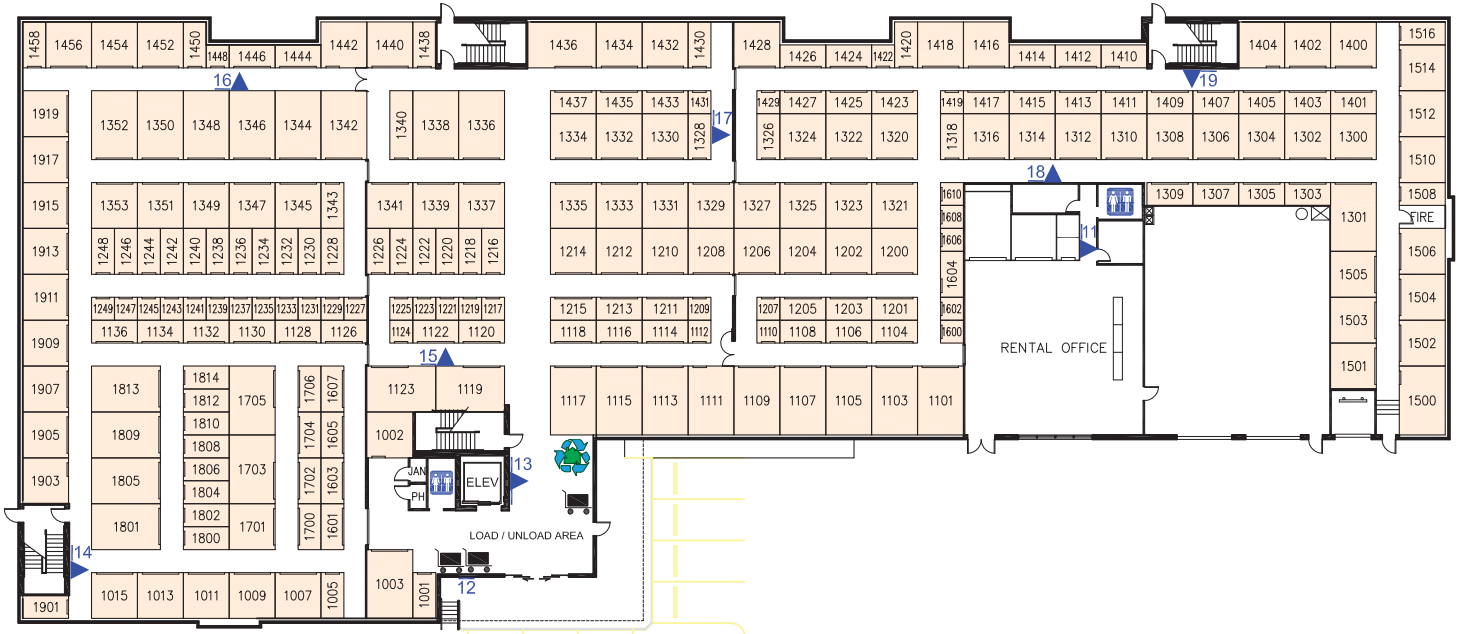 1458 1456 1454 1452 1450 1448 1446 1444 1442 1440 1438 1436 1434 1432 1430 1428 1426 1424 1422 1420 1418 1416 1414 1412 1410 1404 1402 1400 1516
1514
16 19
1919 1352 1350 1348 1346 1344 1342 1340 1338 1336 1437 1435 1433 1431 1429 1427 1425 1423 1419 1417 1415 1413 1411 1409 1407 1405 1403 1401 1512
17
1917 1334 1332 1330 1328 1326 1324 1322 1320 1318 1316 1314 1312 1310 1308 1306 1304 1302 1300 1510
18
1915 1353 1351 1349 1347 1345 1343 1341 1339 1337 1335 1333 1331 1329 1327 1325 1323 1321 1610 1309 1307 1305 1303 1508
1608 1301 FIRE
11
1913 1248 1246 1244 1242 1240 1238 1236 1234 1232 1230 1228 1226 1224 1222 1220 1218 1216 1214 1212 1210 1208 1206 1204 1202 1200 1606 1506
1604 1505
1911 1249 1247 1245 1243 1241 1239 1237 1235 1233 1231 1229 1227 1225 1223 1221 1219 1217 1215 1213 1211 1209 1207 1205 1203 1201 1602 1504
1136 1134 1132 1130 1128 1126 1124 1122 1120 1118 1116 1114 1112 1110 1108 1106 1104 1600 1503
1909 15 RENTAL OFFICE 1502
1501
1907 1813 1814 1705 1706 1607 1123 1119 1117 1115 1113 1111 1109 1107 1105 1103 1101 1500
1812
1905 1809 1810 1704 1605 1002
1808
1903 1805 1806 1703 1702 1603 JAN ELEV 13
1804 PH
1801 1802 1701 1700 1601
1800 LOAD / UNLOAD AREA
14
12
1901 1015 1013 1011 1009 1007 1005 1003 1001